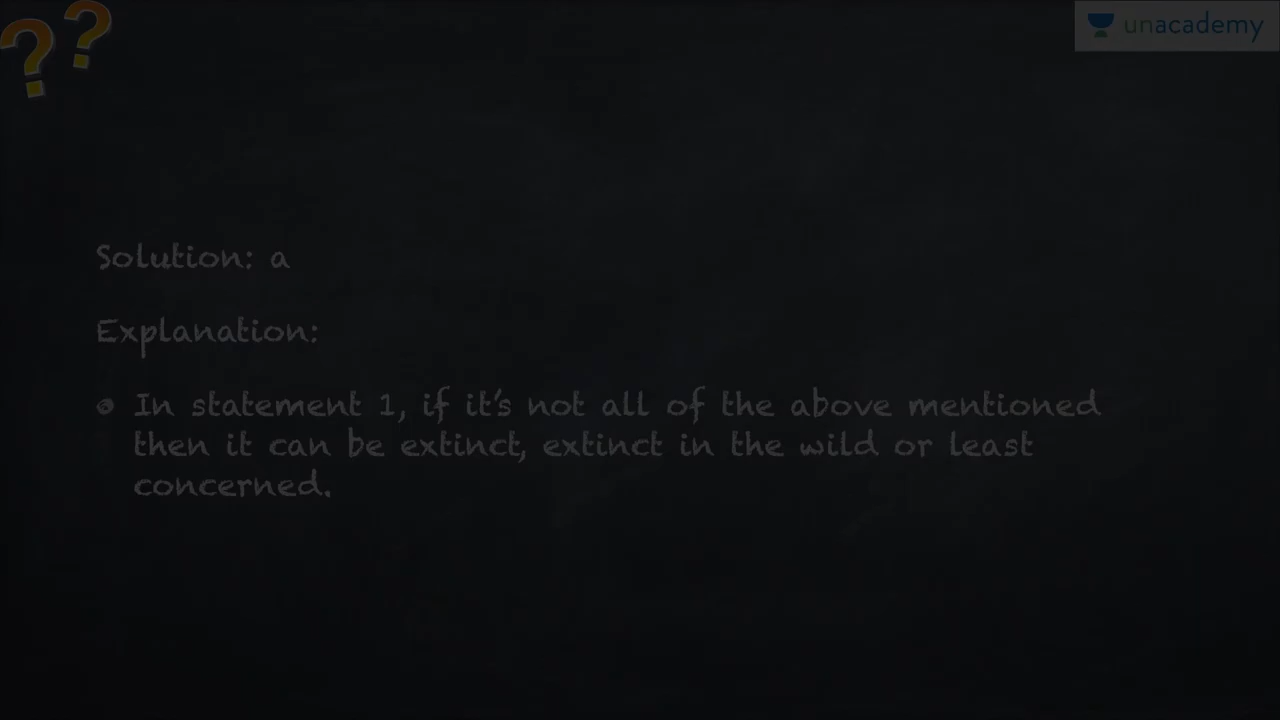 unacademy
Solution: a
Explanation:
In statement 1, if it's not all of the above mentioned
then it can be extinct, extinct in the wild or least
concerned.